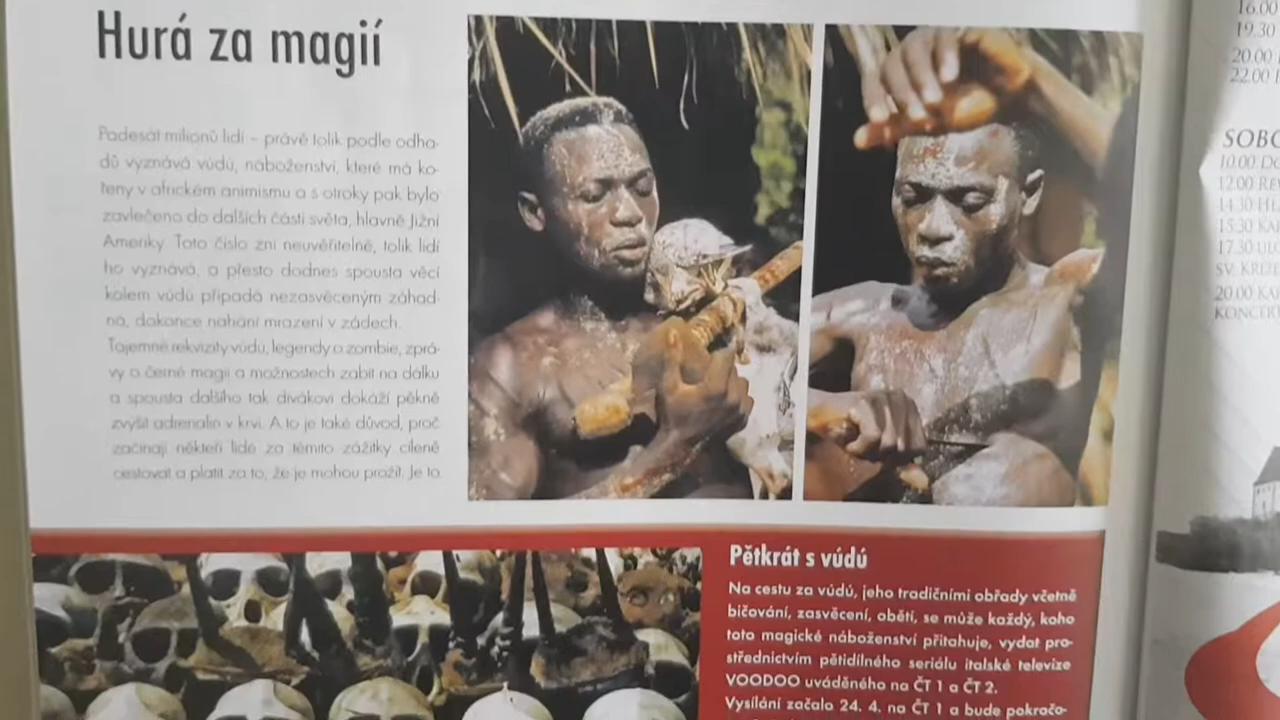 Hurá za magií
Padesát milionů lidí – právě tolik podle odha-
dů vyznává vúdú, náboženství, které má ko-
řeny v africkém animismu a s otroky pak bylo
zavlečeno do dalších částí světa, hlavně Jižní
Ameriky. Toto číslo zní neuvěřitelně, tolik lidí
ho vyznává, a přesto dodnes spousta věcí
kolem vúdú připadá nezasvěceným záhad-
ná, dokonce nahání mrazení v zádech.
Tajemné rekvizity vúdú, legendy o zombie, zprá-
vy o černé magii a možnostech zabít na dálku
a spousta dalšího tak divákovi dokáží pěkně
zvýšit adrenalin v krvi. A to je také důvod, proč
začínají někteří lidé za těmito zážitky cíleně
cestovat a platit za to, že je mohou prožít. Je to
Pětkrát s vúdú
Na cestu za vúdú, jeho tradičními obřady včetně
bičování, zasvěcení, obětí, se může každý, koho
toto magické náboženství přitahuje, vydat pro-
střednictvím pětidílného seriálu italské televize
VOODOO uváděného na ČT 1 a ČT 2.
Vysílání začalo 24. 4. na ČT 1 a bude pokračo-
16.00
19.30
20.00
22.00
SOBO
10.00 DO
12.00 REV
14.30
15.30 KA
17.30
SV. KŘÍŽE
20.00 KA
KONCER